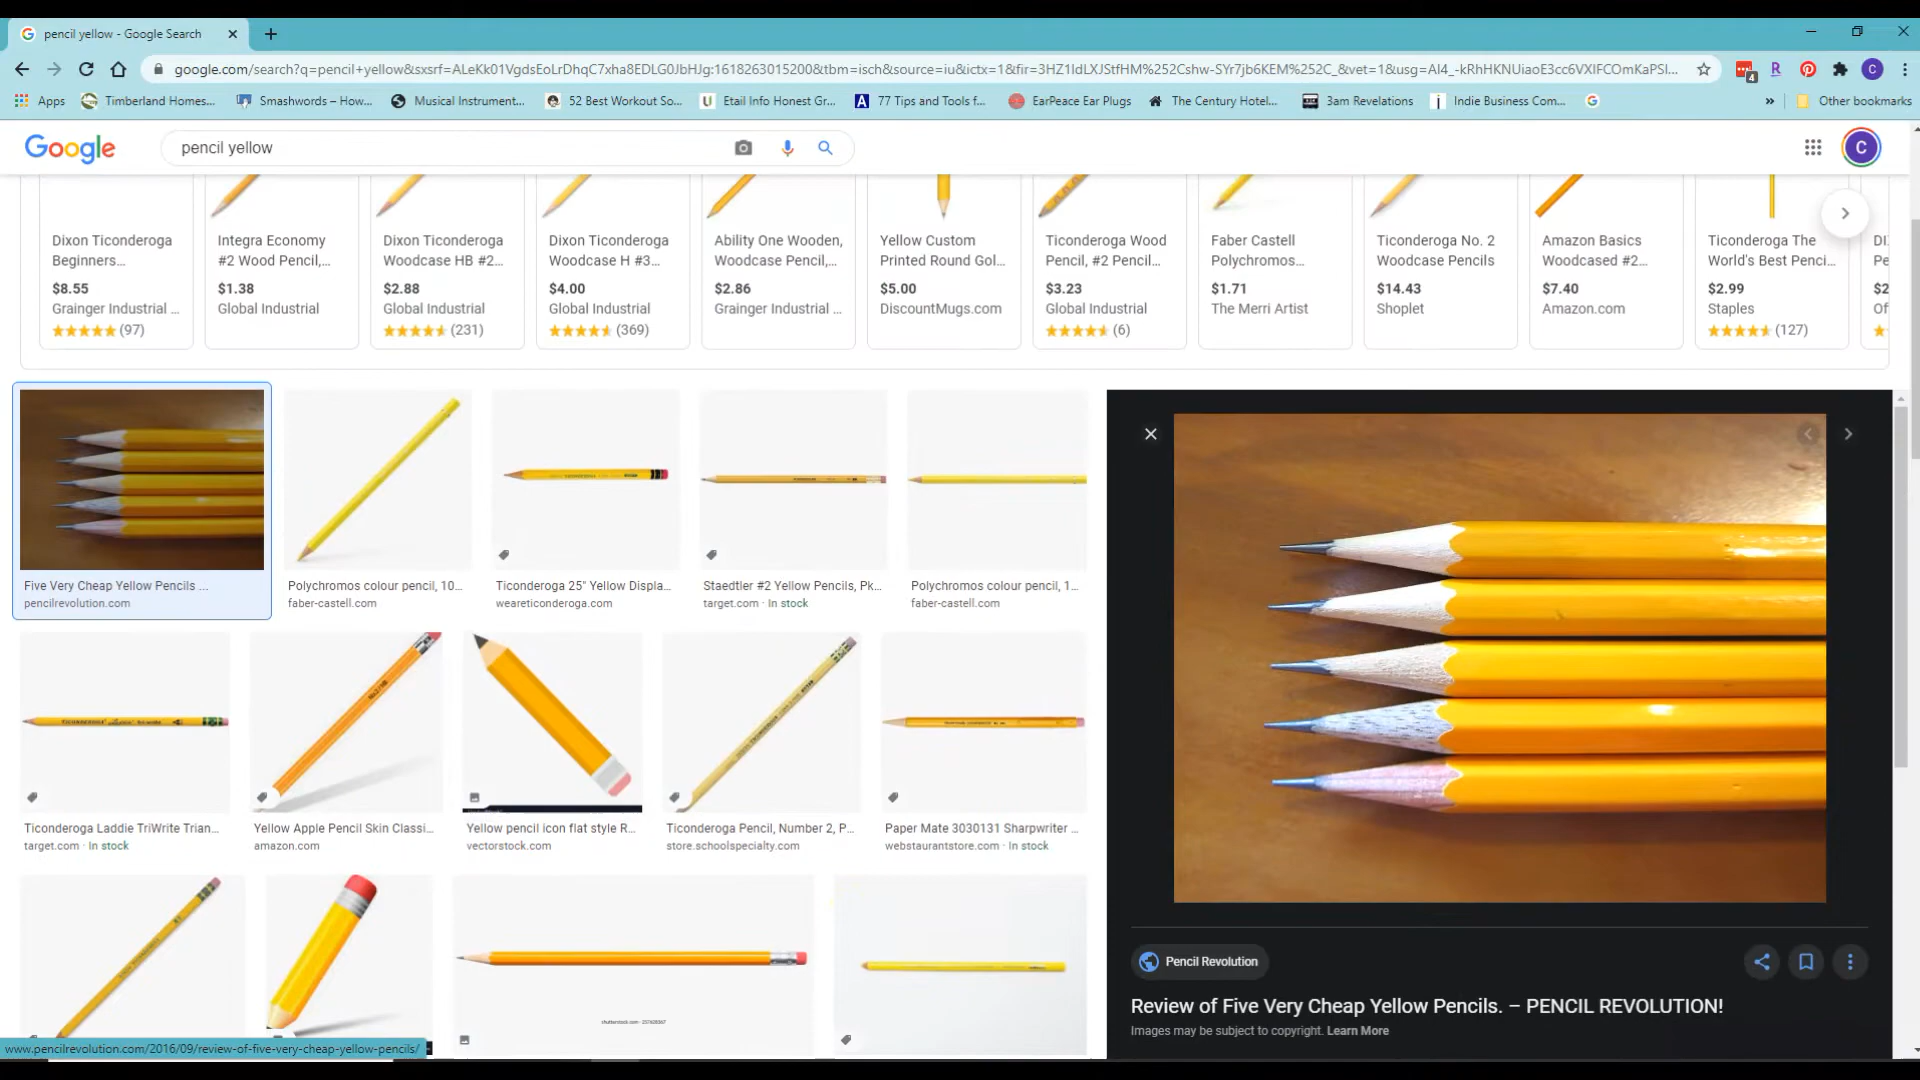 pencil yellow - Google Search
google.com/search?q=pencil+yellow&sxsrf=ALeKk01VgdsEoLrDhqC7xha8EDLG0JbHJg:1618263015200&tbm=isch&source=iu&ictx=1&fir=3HZ1IdLXJStfHM%252Cshw-SYr7jb6KEM%252C_&vet=1&usg=AI4_-kRhHKNUiaoE3cc6VXIFCOmKaPSI...
4
R
C
Apps Timberland Homes... Smashwords – How... Musical Instrument... 52 Best Workout So... Etail Info Honest Gr... 77 Tips and Tools f... EarPeace Ear Plugs The Century Hotel... 3am Revelations Indie Business Com... » Other bookmarks
Google
pencil yellow
C
Dixon Ticonderoga Beginners...
$8.55
Grainger Industrial ...
(97)
Integra Economy #2 Wood Pencil,...
$1.38
Global Industrial
Dixon Ticonderoga Woodcase HB #2...
$2.88
Global Industrial
(231)
Dixon Ticonderoga Woodcase H #3...
$4.00
Global Industrial
(369)
Ability One Wooden, Woodcase Pencil,...
$2.86
Grainger Industrial ...
Yellow Custom Printed Round Gol...
$5.00
DiscountMugs.com
Ticonderoga Wood Pencil, #2 Pencil...
$3.23
Global Industrial
(6)
Faber Castell Polychromos...
$1.71
The Merri Artist
Ticonderoga No. 2 Woodcase Pencils
$14.43
Shoplet
Amazon Basics Woodcased #2...
$7.40
Amazon.com
Ticonderoga The World's Best Penci...
$2.99
Staples
(127)
Five Very Cheap Yellow Pencils ...
pencilrevolution.com
Polychromos colour pencil, 10...
faber-castell.com
Ticonderoga 25" Yellow Displa...
weareticonderoga.com
Staedtler #2 Yellow Pencils, Pk...
target.com · In stock
Polychromos colour pencil, 1...
faber-castell.com
Ticonderoga Laddie TriWrite Trian...
target.com · In stock
Yellow Apple Pencil Skin Classi...
amazon.com
Yellow pencil icon flat style R...
vectorstock.com
Ticonderoga Pencil, Number 2, P...
store.schoolspecialty.com
Paper Mate 3030131 Sharpwriter ...
webstaurantstore.com · In stock
Pencil Revolution
Review of Five Very Cheap Yellow Pencils. – PENCIL REVOLUTION!
Images may be subject to copyright. Learn More
www.pencilrevolution.com/2016/09/review-of-five-very-cheap-yellow-pencils/